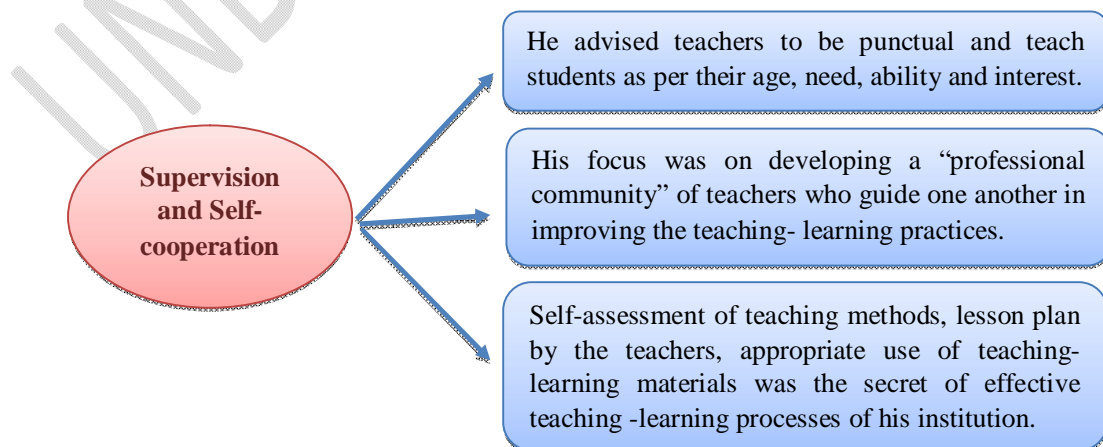 He advised teachers to be punctual and teach
students as per their age, need, ability and interest.
Supervision
and Self-
cooperation
His focus was on developing a “professional
community” of teachers who guide one another in
improving the teaching- learning practices.
Self-assessment of teaching methods, lesson plan
by the teachers, appropriate use of teaching-
learning materials was the secret of effective
teaching -learning processes of his institution.